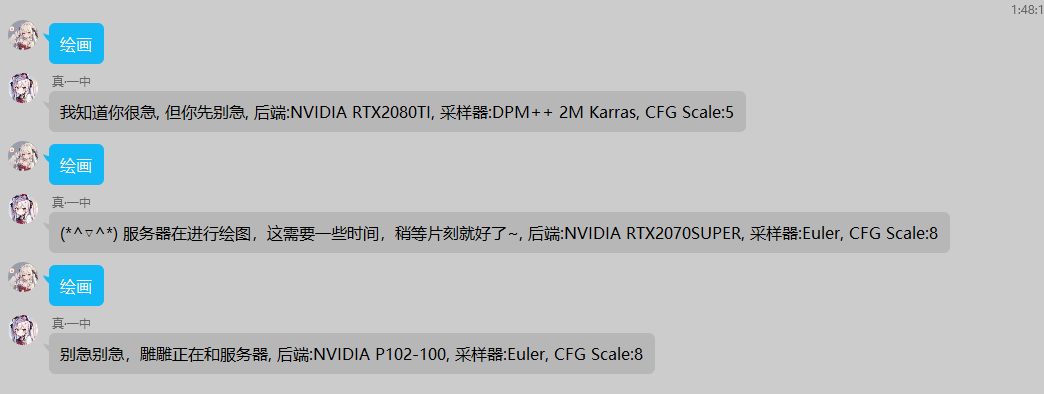 1:48:1
绘画
真·一中
我知道你很急, 但你先别急, 后端:NVIDIA RTX2080TI, 采样器:DPM++ 2M Karras, CFG Scale:5
绘画
真·一中
(*^▽^*) 服务器在进行绘图，这需要一些时间，稍等片刻就好了~, 后端:NVIDIA RTX2070SUPER, 采样器:Euler, CFG Scale:8
绘画
真·一中
别急别急，雕雕正在和服务器, 后端:NVIDIA P102-100, 采样器:Euler, CFG Scale:8